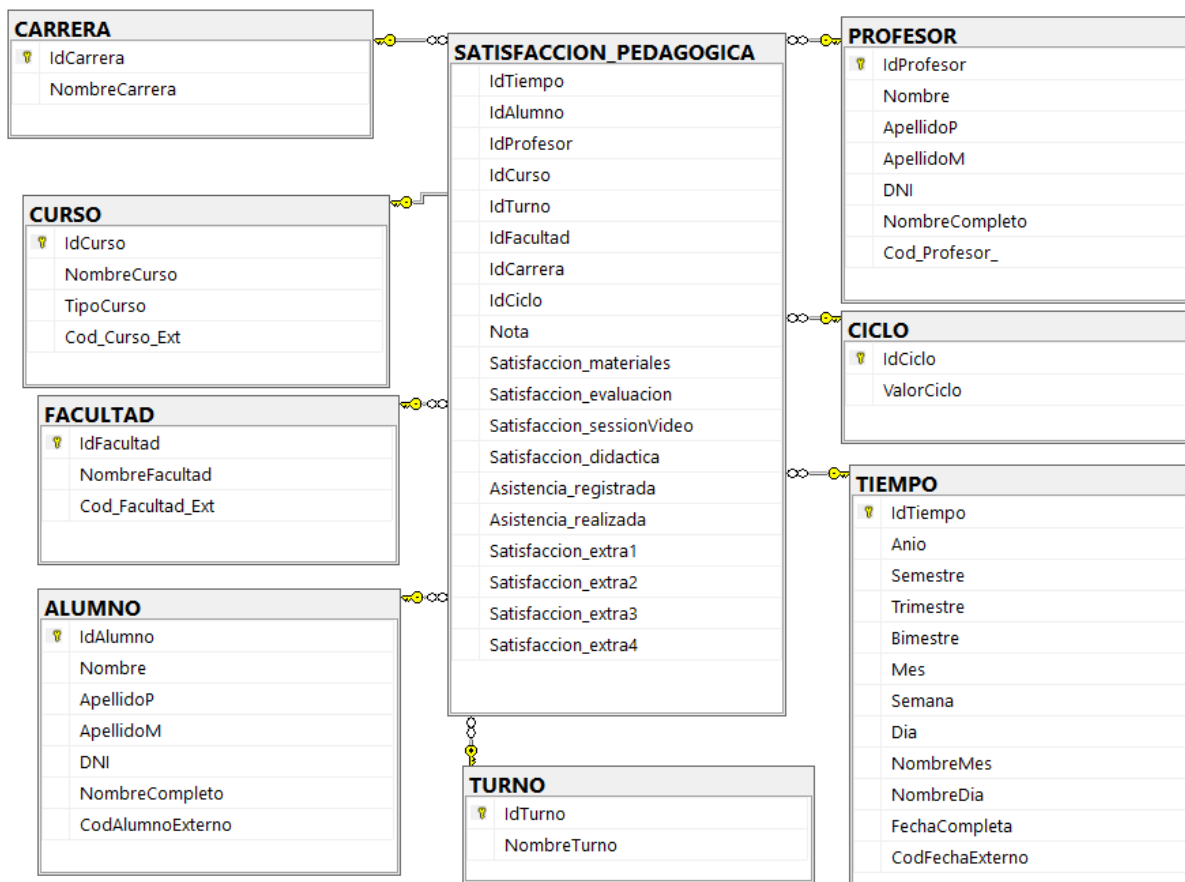 CARRERA
IdCarrera
NombreCarrera
CURSO
IdCurso
NombreCurso
TipoCurso
Cod_Curso_Ext
FACULTAD
IdFacultad
NombreFacultad
Cod_Facultad_Ext
ALUMNO
IdAlumno
Nombre
ApellidoP
ApellidoM
DNI
NombreCompleto
CodAlumnoExterno
SATISFACCION_PEDAGOGICA
IdTiempo
IdAlumno
IdProfesor
IdCurso
IdTurno
IdFacultad
IdCarrera
IdCiclo
Nota
Satisfaccion_materiales
Satisfaccion_evaluacion
Satisfaccion_sessionVideo
Satisfaccion_didactica
Asistencia_registrada
Asistencia_realizada
Satisfaccion_extra1
Satisfaccion_extra2
Satisfaccion_extra3
Satisfaccion_extra4
TURNO
IdTurno
NombreTurno
PROFESOR
IdProfesor
Nombre
ApellidoP
ApellidoM
DNI
NombreCompleto
Cod_Profesor_
CICLO
IdCiclo
ValorCiclo
TIEMPO
IdTiempo
Anio
Semestre
Trimestre
Bimestre
Mes
Semana
Dia
NombreMes
NombreDia
FechaCompleta
CodFechaExterno